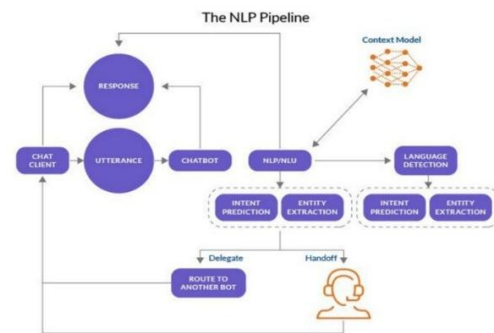 The NLP Pipeline
Context Model
RESPONSE
CHAT
CLIENT
UTTERANCE
CHATBOT
NLP/NLU
LANGUAGE
DETECTION
INTENT
PREDICTION
ENTITY
EXTRACTION
INTENT
PREDICTION
ENTITY
EXTRACTION
Delegate
Handoff
ROUTE TO
ANOTHER BOT